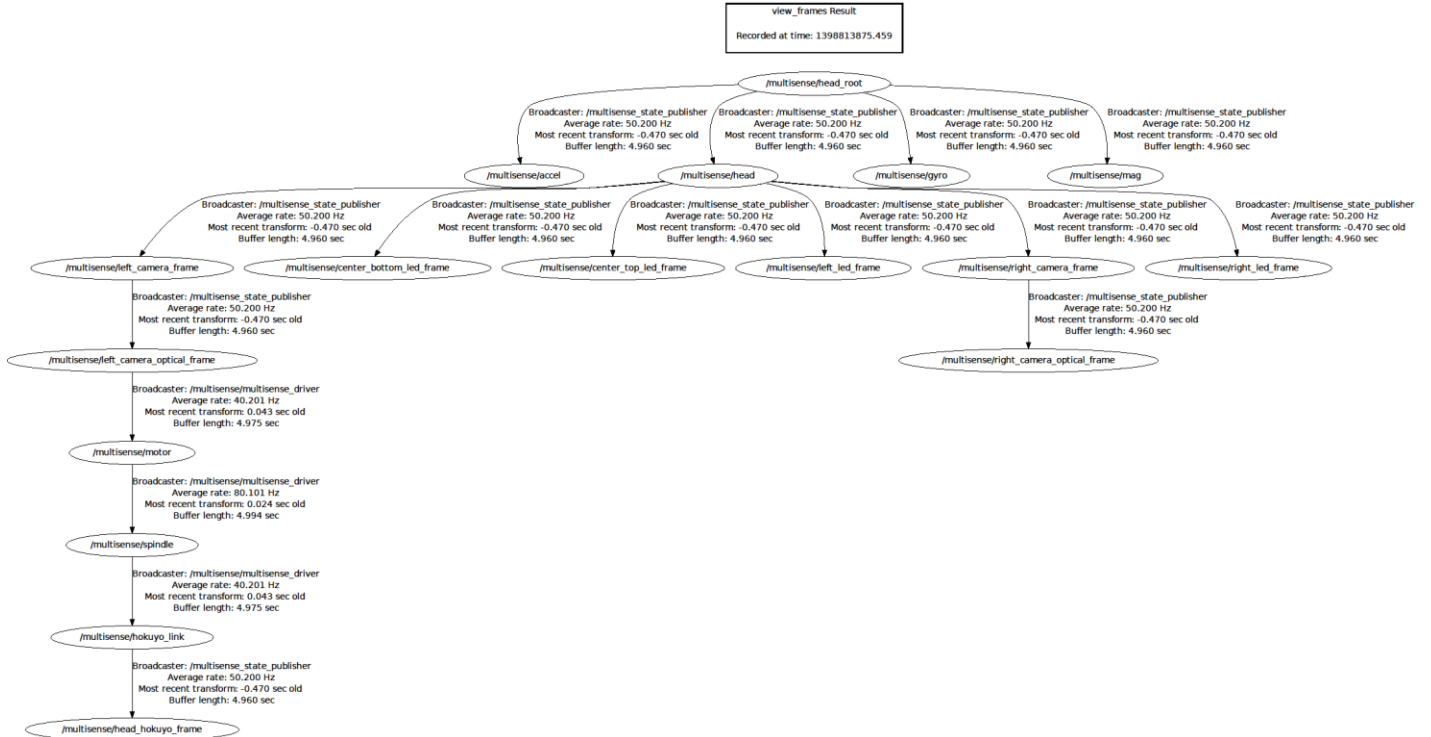 view_frames Result
Recorded at time: 1398813875.459
/multisense/head_root
Broadcaster: /multisense_state_publisher
Average rate: 50.200 Hz
Most recent transform: -0.470 sec old
Buffer length: 4.960 sec
Broadcaster: /multisense_state_publisher
Average rate: 50.200 Hz
Most recent transform: -0.470 sec old
Buffer length: 4.960 sec
Broadcaster: /multisense_state_publisher
Average rate: 50.200 Hz
Most recent transform: -0.470 sec old
Buffer length: 4.960 sec
Broadcaster: /multisense_state_publisher
Average rate: 50.200 Hz
Most recent transform: -0.470 sec old
Buffer length: 4.960 sec
/multisense/accel
/multisense/head
/multisense/gyro
/multisense/mag
Broadcaster: /multisense_state_publisher
Average rate: 50.200 Hz
Most recent transform: -0.470 sec old
Buffer length: 4.960 sec
Broadcaster: /multisense_state_publisher
Average rate: 50.200 Hz
Most recent transform: -0.470 sec old
Buffer length: 4.960 sec
Broadcaster: /multisense_state_publisher
Average rate: 50.200 Hz
Most recent transform: -0.470 sec old
Buffer length: 4.960 sec
Broadcaster: /multisense_state_publisher
Average rate: 50.200 Hz
Most recent transform: -0.470 sec old
Buffer length: 4.960 sec
Broadcaster: /multisense_state_publisher
Average rate: 50.200 Hz
Most recent transform: -0.470 sec old
Buffer length: 4.960 sec
Broadcaster: /multisense_state_publisher
Average rate: 50.200 Hz
Most recent transform: -0.470 sec old
Buffer length: 4.960 sec
/multisense/left_camera_frame
/multisense/center_bottom_led_frame
/multisense/center_top_led_frame
/multisense/left_led_frame
/multisense/right_camera_frame
/multisense/right_led_frame
Broadcaster: /multisense_state_publisher
Average rate: 50.200 Hz
Most recent transform: -0.470 sec old
Buffer length: 4.960 sec
Broadcaster: /multisense_state_publisher
Average rate: 50.200 Hz
Most recent transform: -0.470 sec old
Buffer length: 4.960 sec
/multisense/left_camera_optical_frame
/multisense/right_camera_optical_frame
Broadcaster: /multisense/multisense_driver
Average rate: 40.201 Hz
Most recent transform: 0.043 sec old
Buffer length: 4.975 sec
/multisense/motor
Broadcaster: /multisense/multisense_driver
Average rate: 80.101 Hz
Most recent transform: 0.024 sec old
Buffer length: 4.994 sec
/multisense/spindle
Broadcaster: /multisense/multisense_driver
Average rate: 40.201 Hz
Most recent transform: 0.043 sec old
Buffer length: 4.975 sec
/multisense/hokuyo_link
Broadcaster: /multisense_state_publisher
Average rate: 50.200 Hz
Most recent transform: -0.470 sec old
Buffer length: 4.960 sec
/multisense/head_hokuyo_frame